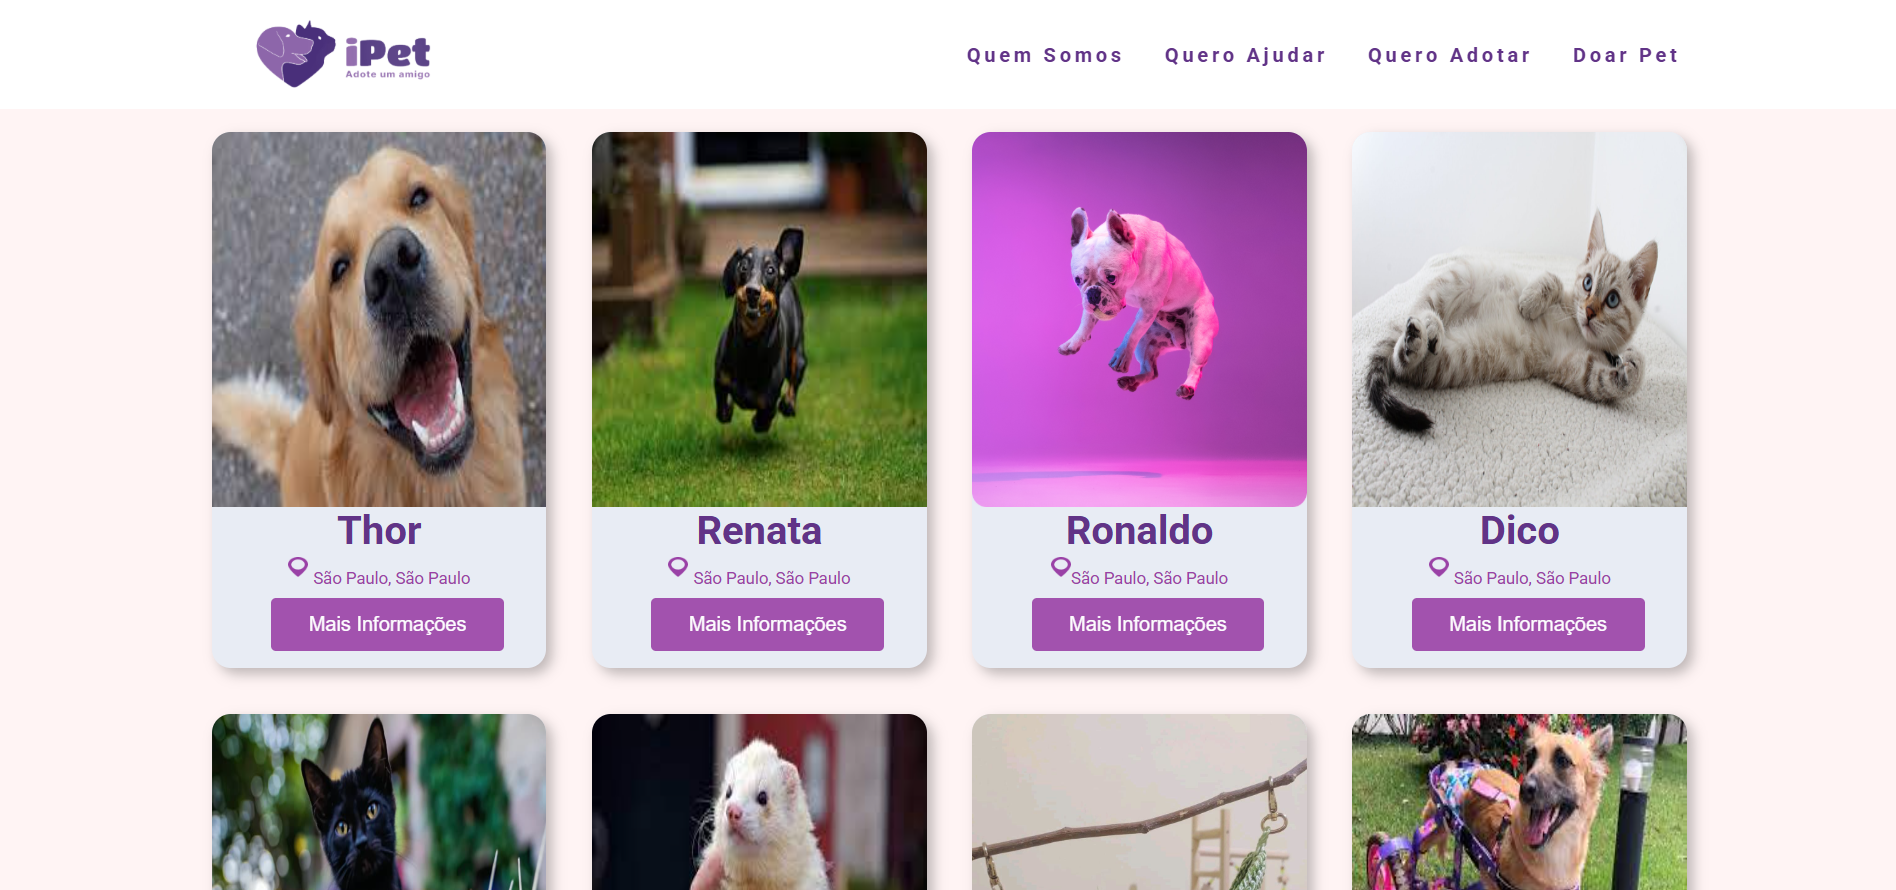 iPet
Adote um amigo
Quem Somos
Quero Ajudar
Quero Adotar
Doar Pet
Thor
São Paulo, São Paulo
Mais Informações
Renata
São Paulo, São Paulo
Mais Informações
Ronaldo
São Paulo, São Paulo
Mais Informações
Dico
São Paulo, São Paulo
Mais Informações